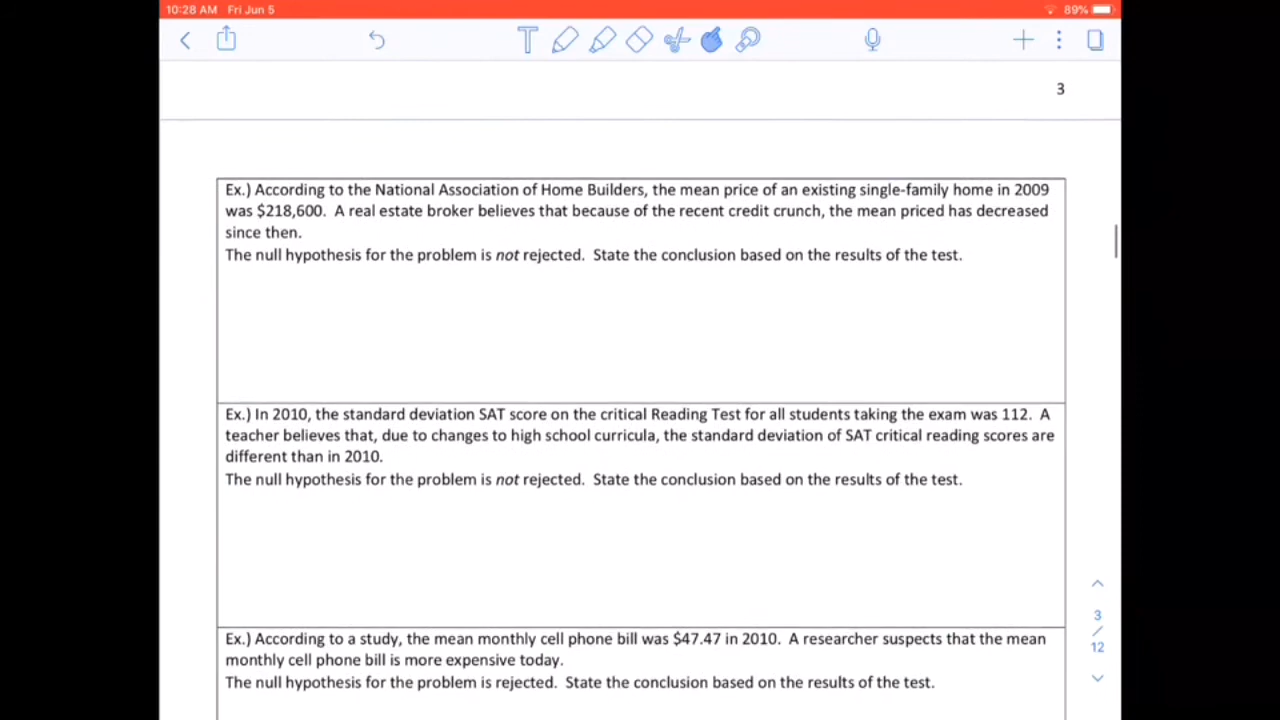 10:28 AM Fri Jun 5
89%
3
Ex.) According to the National Association of Home Builders, the mean price of an existing single-family home in 2009
was $218,600. A real estate broker believes that because of the recent credit crunch, the mean priced has decreased
since then.
The null hypothesis for the problem is not rejected. State the conclusion based on the results of the test.
Ex.) In 2010, the standard deviation SAT score on the critical Reading Test for all students taking the exam was 112. A
teacher believes that, due to changes to high school curricula, the standard deviation of SAT critical reading scores are
different than in 2010.
The null hypothesis for the problem is not rejected. State the conclusion based on the results of the test.
Ex.) According to a study, the mean monthly cell phone bill was $47.47 in 2010. A researcher suspects that the mean
monthly cell phone bill is more expensive today.
The null hypothesis for the problem is rejected. State the conclusion based on the results of the test.
3
/
12